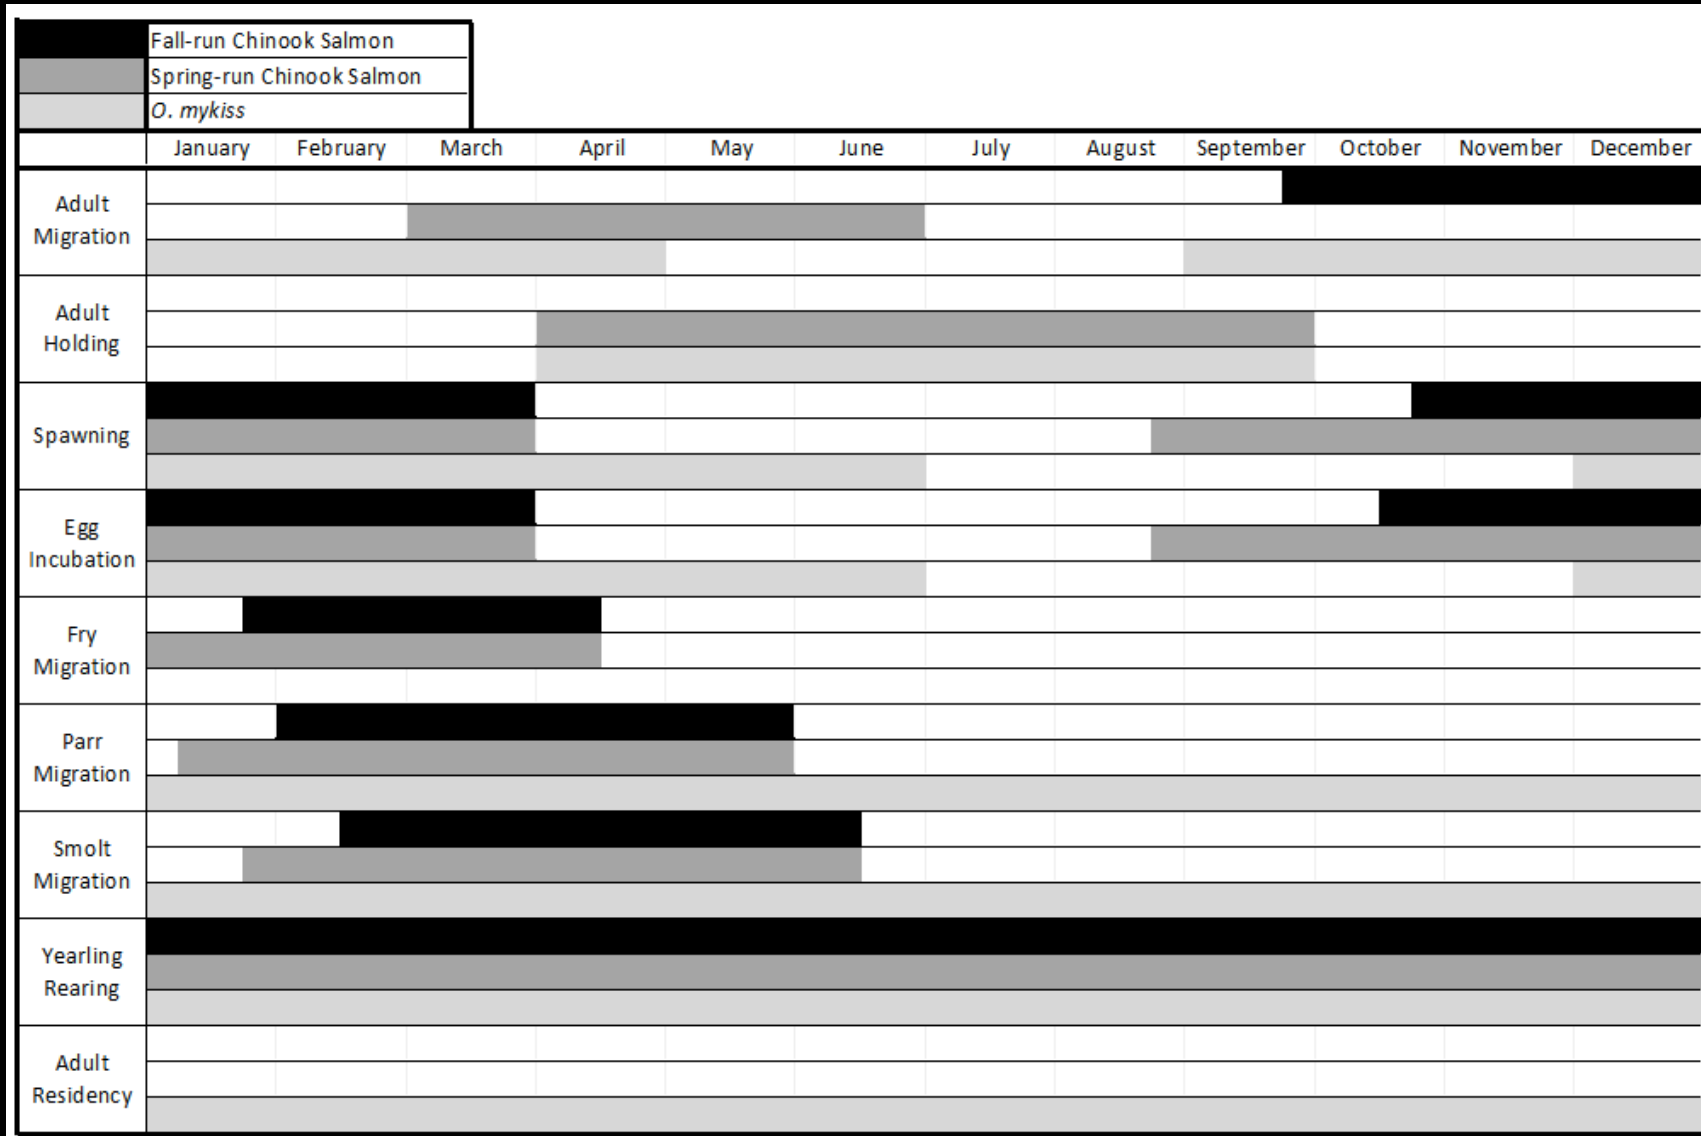 Fall-run Chinook Salmon
Spring-run Chinook Salmon
O. mykiss
January February March April May June July August September October November December
Adult
Migration
Adult
Holding
Spawning
Egg
Incubation
Fry
Migration
Parr
Migration
Smolt
Migration
Yearling
Rearing
Adult
Residency